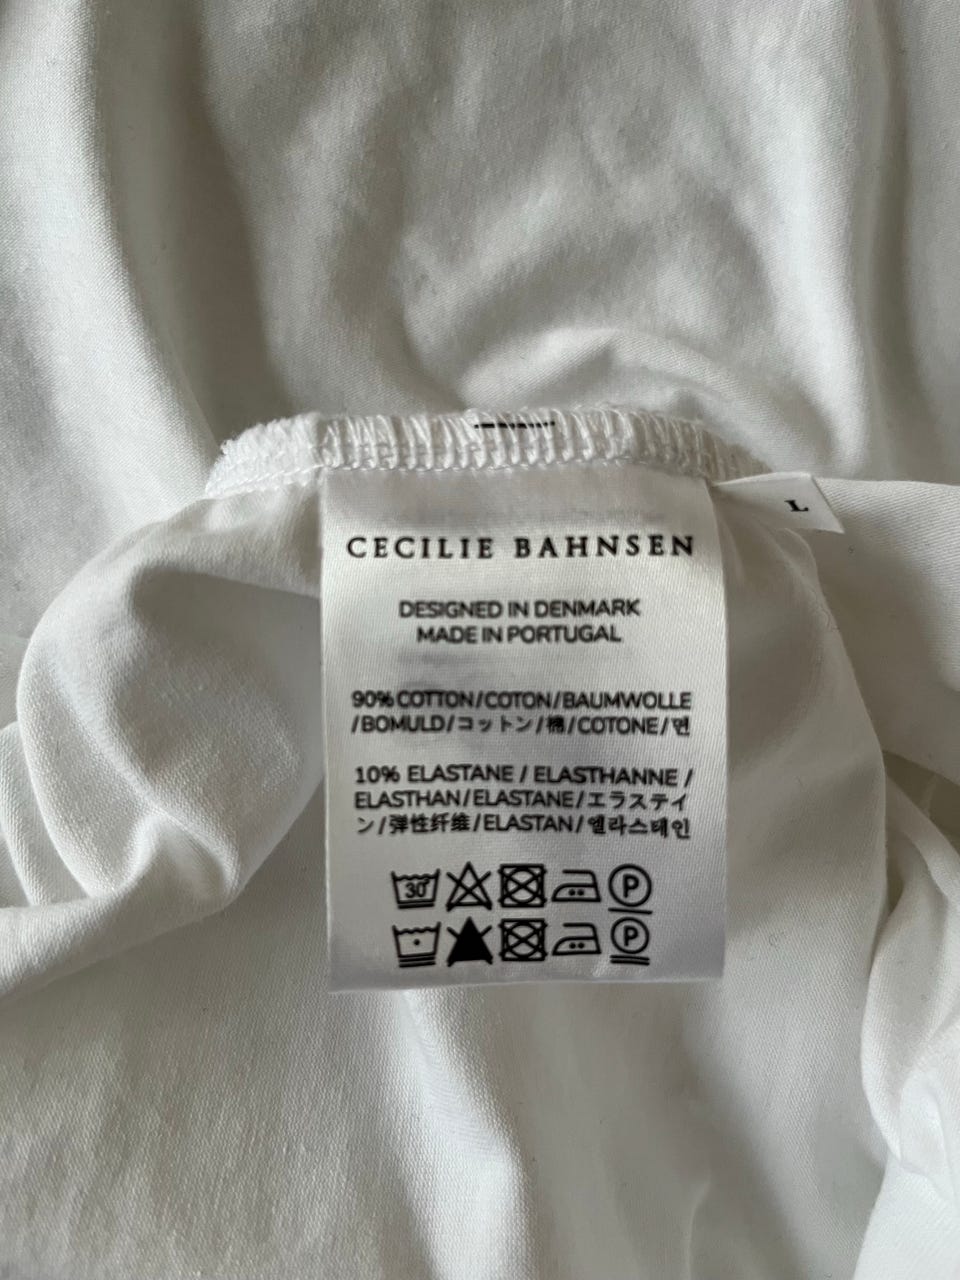 L
CECILIE BAHNSEN
DESIGNED IN DENMARK
MADE IN PORTUGAL
90% COTTON/COTON/BAUMWOLLE
/BOMULD/コットン/棉/COTONE/면
10% ELASTANE / ELASTHANNE /
ELASTHAN/ELASTANE/エラステイ
ン/弹性纤维/ELASTAN/엘라스테인
30° P
P